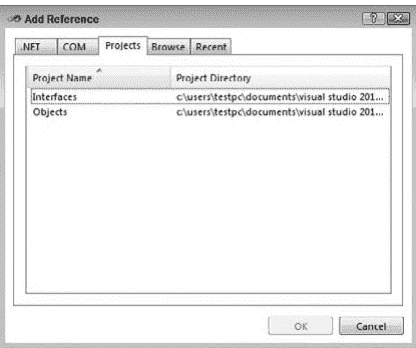 Add Reference
.NET COM Projects Browse Recent
Project Name Project Directory
Interfaces c:\users\testpc\documents\visual studio 201...
Objects c:\users\testpc\documents\visual studio 201...
OK Cancel